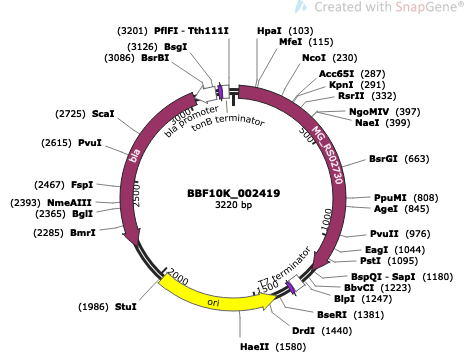 Created with SnapGene®
(3201) PflFI - Tth111I
(3126) BsgI
(3086) BsrBI
HpaI (103)
MfeI (115)
NcoI (230)
Acc65I (287)
KpnI (291)
RsrII (332)
NgoMIV (397)
NaeI (399)
BsrGI (663)
PpuMI (808)
AgeI (845)
PvuII (976)
EagI (1044)
PstI (1095)
BspQI - SapI (1180)
BbvCI (1223)
BlpI (1247)
BseRI (1381)
DrdI (1440)
HaeII (1580)
(1986) StuI
(2285) BmrI
(2365) BglI
(2393) NmeAIII
(2467) FspI
(2615) PvuI
(2725) ScaI
bla promoter
tonB terminator
MG_RS02730
T7 terminator
ori
bla
500
1000
1500
2000
2500
3000
BBF10K_002419
3220 bp